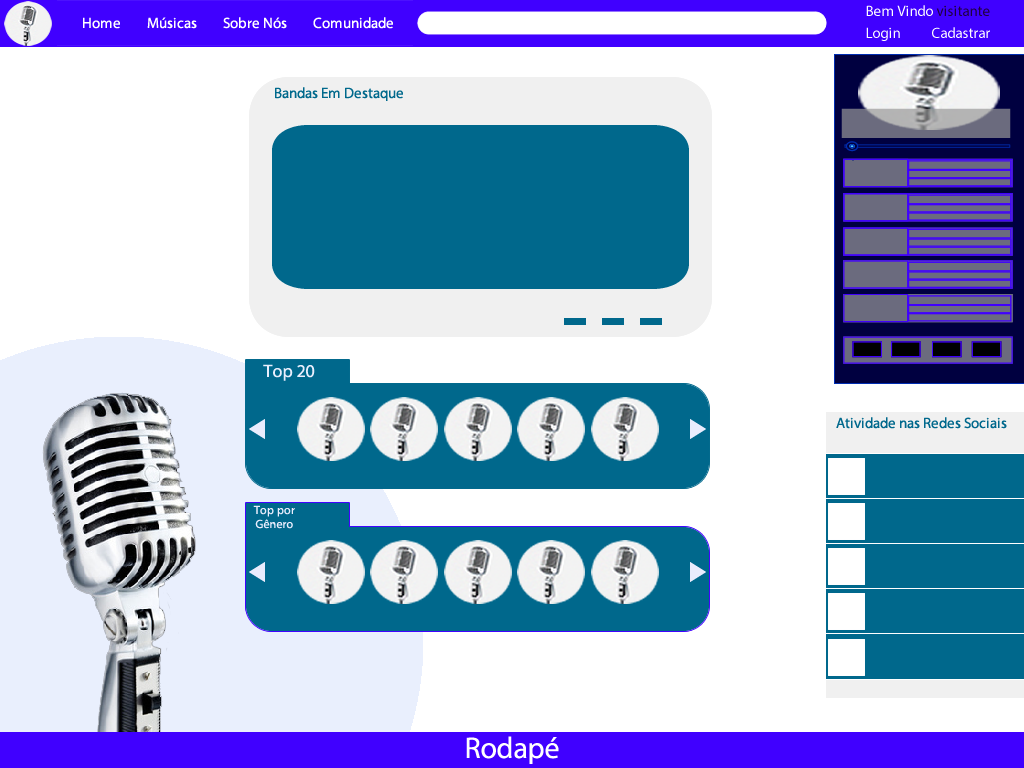 Home Músicas Sobre Nós Comunidade
Bem Vindo visitante
Login Cadastrar
Bandas Em Destaque
Top 20
Top por
Gênero
Atividade nas Redes Sociais
Rodapé